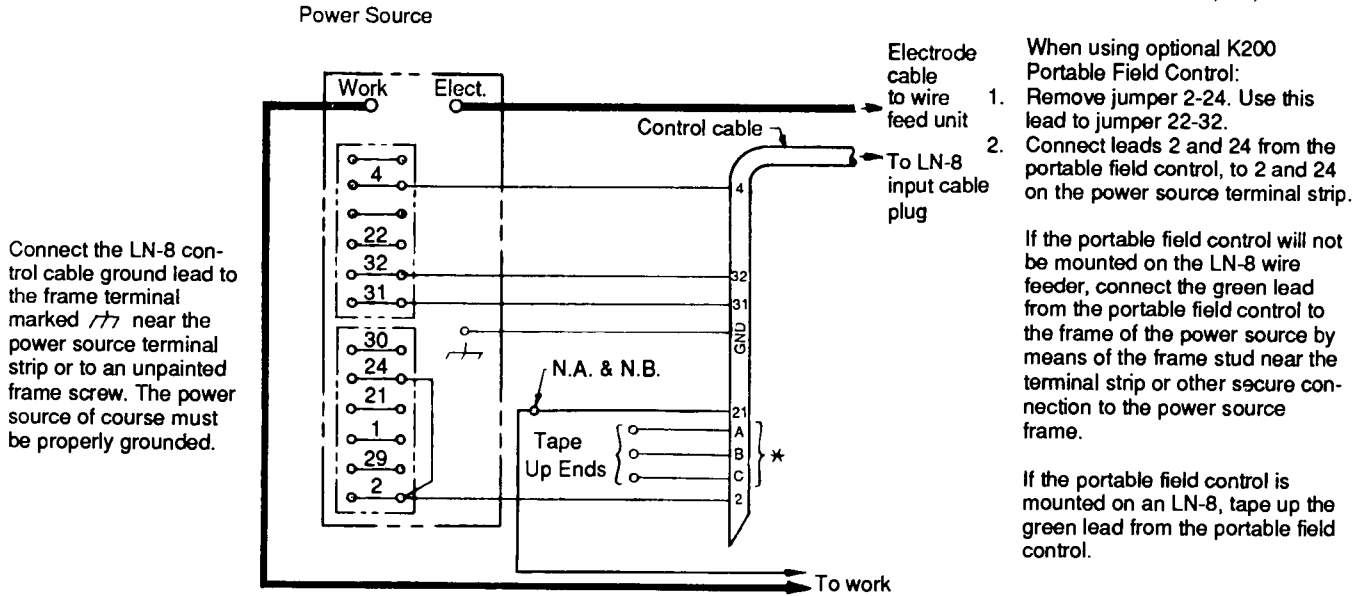 Power Source
Work
Elect.
Electrode
cable
to wire
feed unit
Control cable
To LN-8
input cable
plug
4
22
32
31
30
24
21
1
29
2
4
32
31
GND
21
A
B
C
2
*
N.A. & N.B.
Tape
Up Ends
To work
Connect the LN-8 con-
trol cable ground lead to
the frame terminal
marked near the
power source terminal
strip or to an unpainted
frame screw. The power
source of course must
be properly grounded.
When using optional K200
Portable Field Control:
1. Remove jumper 2-24. Use this
lead to jumper 22-32.
2. Connect leads 2 and 24 from the
portable field control, to 2 and 24
on the power source terminal strip.
If the portable field control will not
be mounted on the LN-8 wire
feeder, connect the green lead
from the portable field control to
the frame of the power source by
means of the frame stud near the
terminal strip or other secure con-
nection to the power source
frame.
If the portable field control is
mounted on an LN-8, tape up the
green lead from the portable field
control.